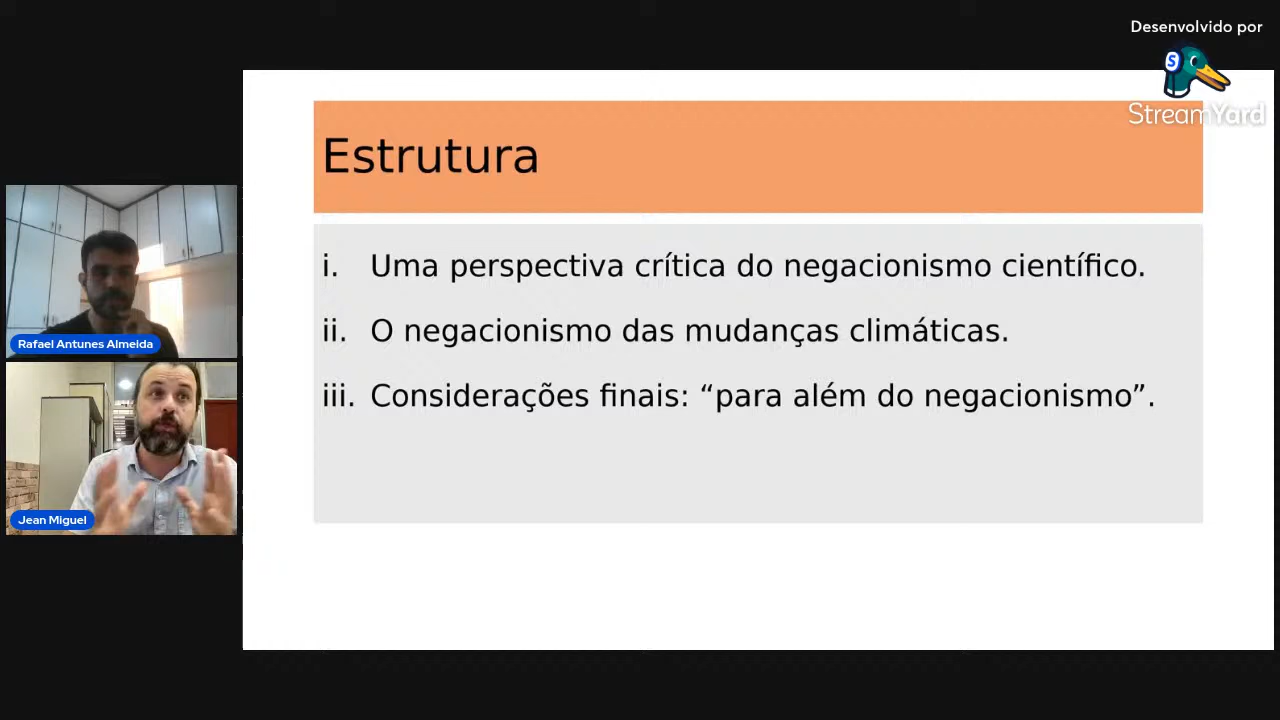 Desenvolvido por
StreamYard
Estrutura
i. Uma perspectiva crítica do negacionismo científico.
ii. O negacionismo das mudanças climáticas.
iii. Considerações finais: “para além do negacionismo”.
Rafael Antunes Almeida
Jean Miguel